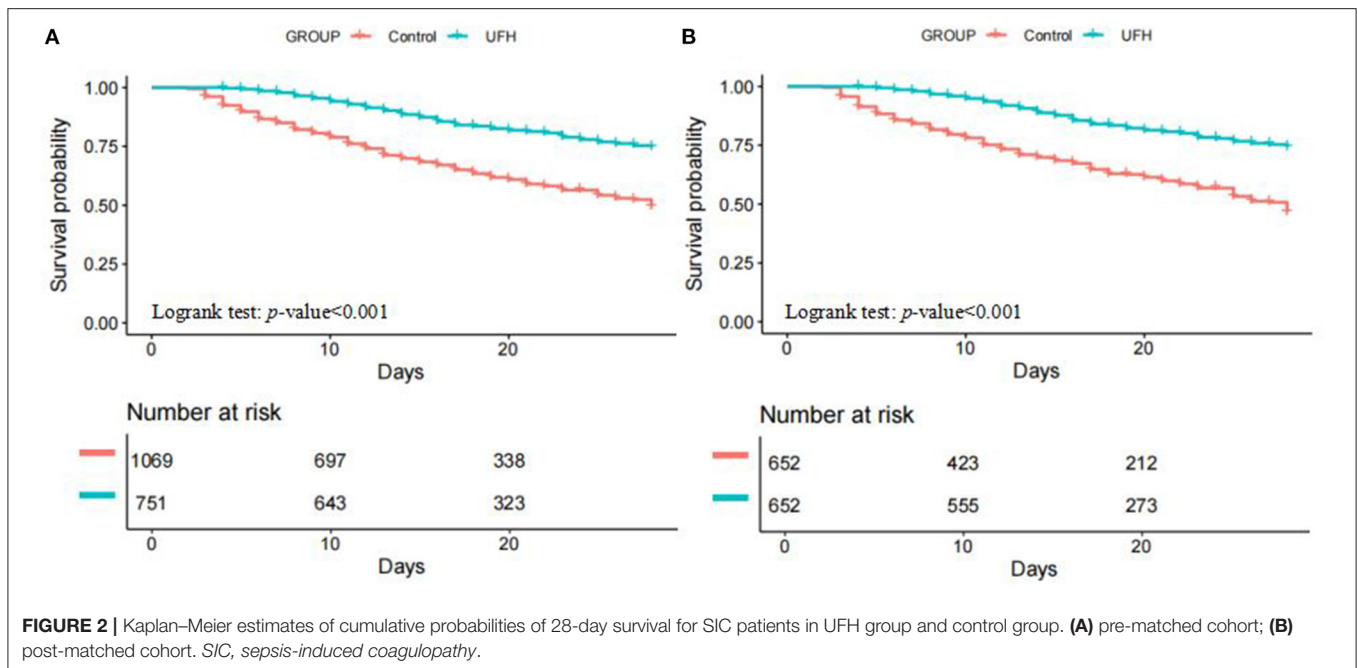 A
GROUP Control UFH
Survival probability
1.00
0.75
0.50
0.25
0.00
Logrank test: p-value<0.001
0 10 20
Days
Number at risk
1069 697 338
751 643 323
0 10 20
Days
B
GROUP Control UFH
Survival probability
1.00
0.75
0.50
0.25
0.00
Logrank test: p-value<0.001
0 10 20
Days
Number at risk
652 423 212
652 555 273
0 10 20
Days
FIGURE 2 | Kaplan–Meier estimates of cumulative probabilities of 28-day survival for SIC patients in UFH group and control group. (A) pre-matched cohort; (B)
post-matched cohort. SIC, sepsis-induced coagulopathy.